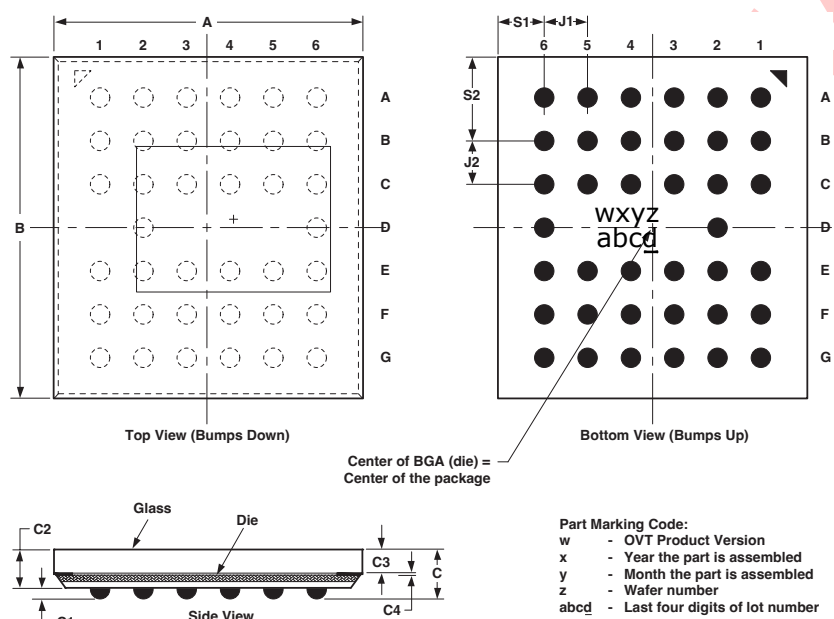 A
S1 J1
1 2 3 4 5 6
6 5 4 3 2 1
A
B
C
D
E
F
G
B
S2
J2
A
B
C
D
E
F
G
wxyz
abcd
Top View (Bumps Down)
Bottom View (Bumps Up)
Center of BGA (die) =
Center of the package
Glass
Die
C2
C3
C
C4
Side View
Part Marking Code:
w - OVT Product Version
x - Year the part is assembled
y - Month the part is assembled
z - Wafer number
abcd - Last four digits of lot number